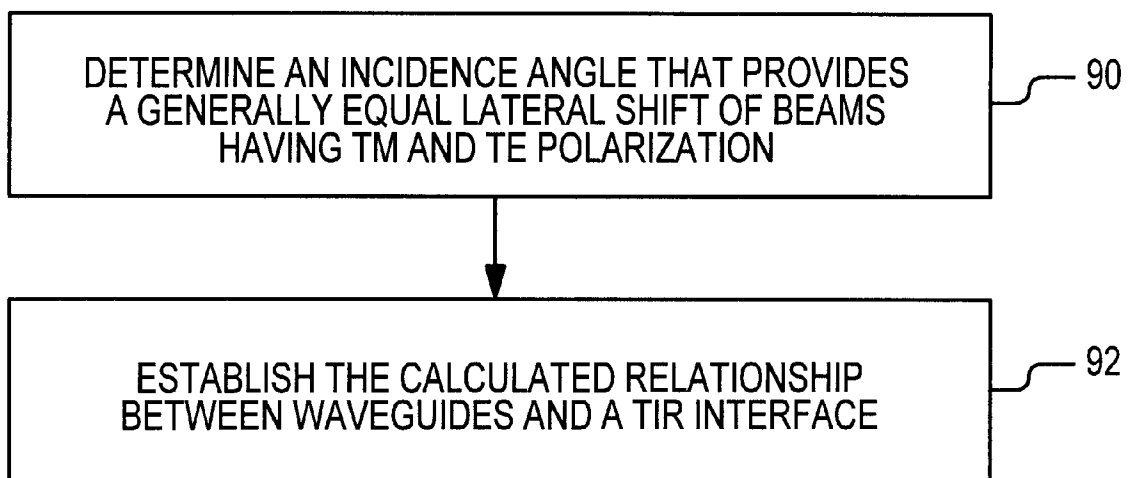 DETERMINE AN INCIDENCE ANGLE THAT PROVIDES
A GENERALLY EQUAL LATERAL SHIFT OF BEAMS
HAVING TM AND TE POLARIZATION
90
ESTABLISH THE CALCULATED RELATIONSHIP
BETWEEN WAVEGUIDES AND A TIR INTERFACE
92